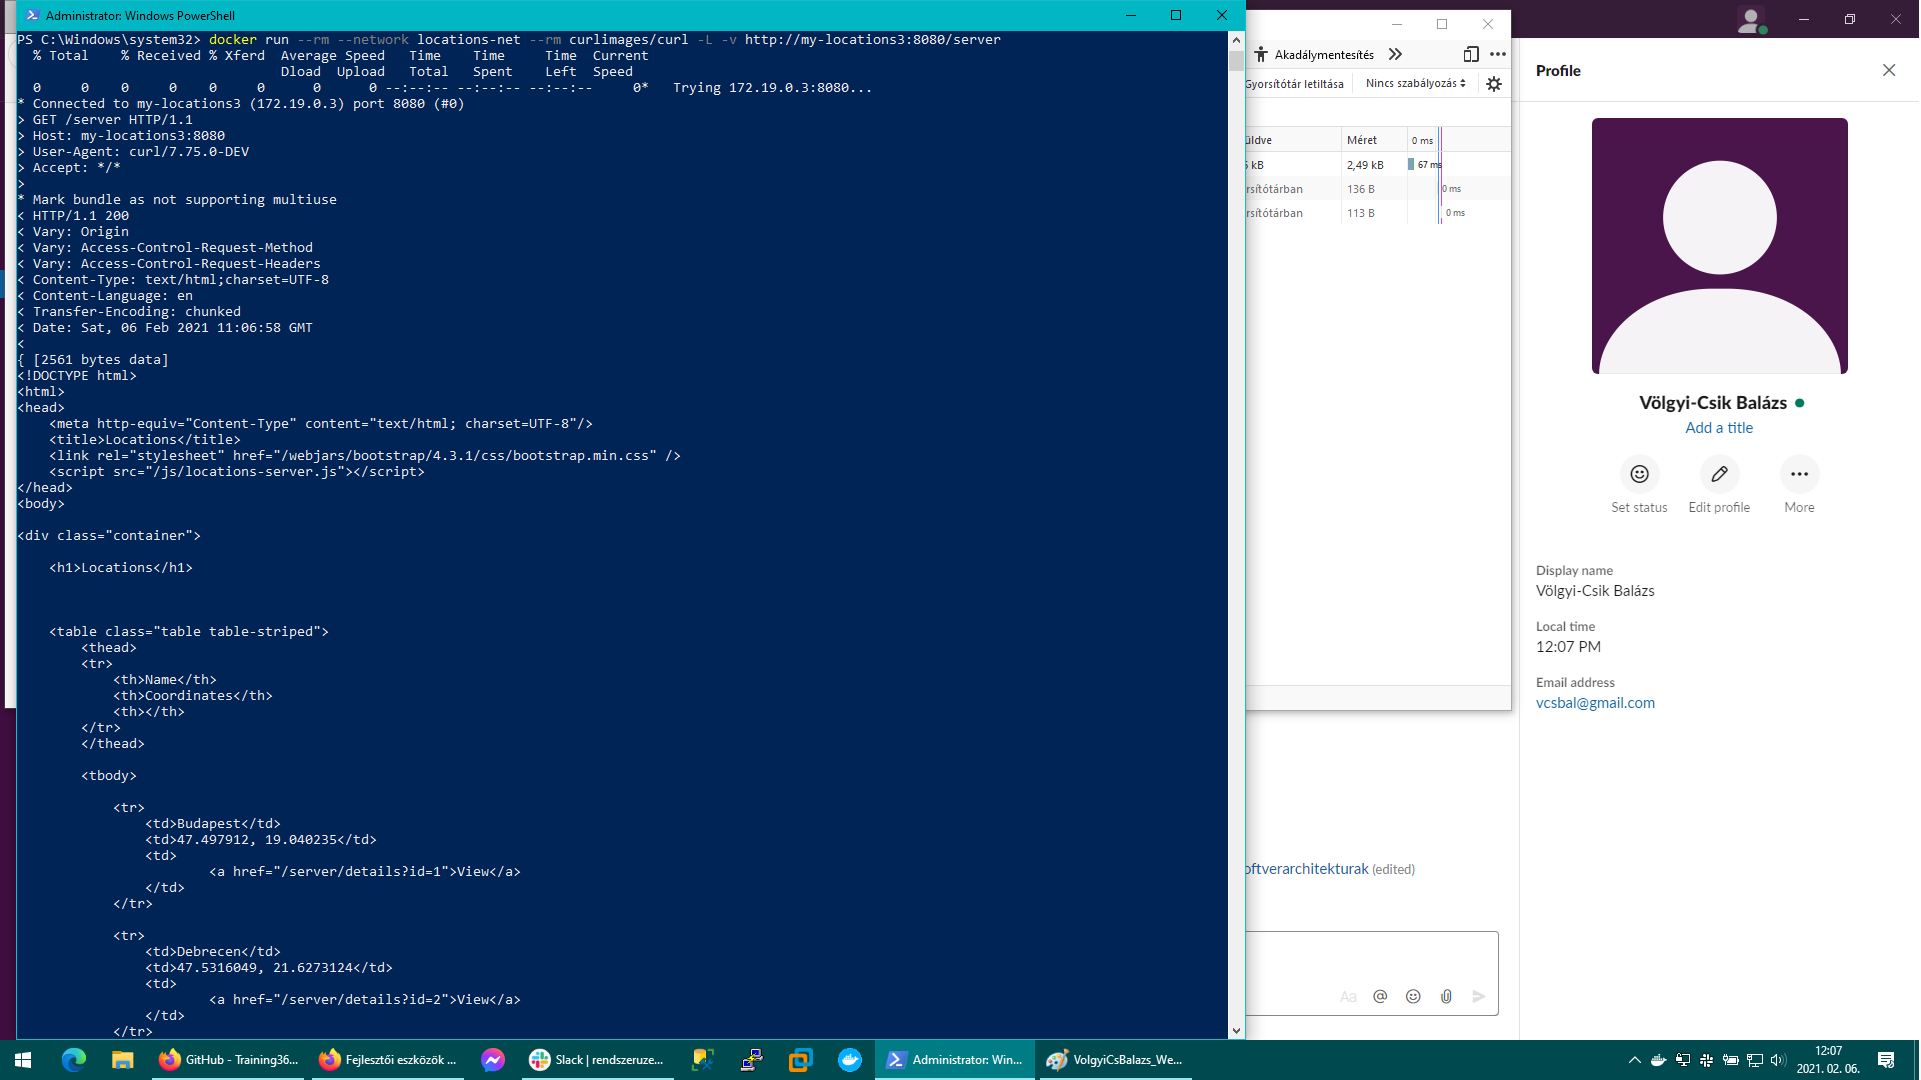 Administrator: Windows PowerShell
PS C:\Windows\system32> docker run --rm --network locations-net --rm curlimages/curl -L -v http://my-locations3:8080/server
  % Total    % Received % Xferd  Average Speed   Time    Time     Time  Current
                                 Dload  Upload   Total   Spent    Left  Speed
  0     0    0     0    0     0      0      0 --:--:-- --:--:-- --:--:--     0*   Trying 172.19.0.3:8080...
* Connected to my-locations3 (172.19.0.3) port 8080 (#0)
> GET /server HTTP/1.1
> Host: my-locations3:8080
> User-Agent: curl/7.75.0-DEV
> Accept: */*
>
* Mark bundle as not supporting multiuse
< HTTP/1.1 200
< Vary: Origin
< Vary: Access-Control-Request-Method
< Vary: Access-Control-Request-Headers
< Content-Type: text/html;charset=UTF-8
< Content-Language: en
< Transfer-Encoding: chunked
< Date: Sat, 06 Feb 2021 11:06:58 GMT
<
{ [2561 bytes data]
<!DOCTYPE html>
<html>
<head>
    <meta http-equiv="Content-Type" content="text/html; charset=UTF-8"/>
    <title>Locations</title>
    <link rel="stylesheet" href="/webjars/bootstrap/4.3.1/css/bootstrap.min.css" />
    <script src="/js/locations-server.js"></script>
</head>
<body>
<div class="container">
    <h1>Locations</h1>
    <table class="table table-striped">
        <thead>
        <tr>
            <th>Name</th>
            <th>Coordinates</th>
            <th></th>
        </tr>
        </thead>
        <tbody>
            <tr>
                <td>Budapest</td>
                <td>47.497912, 19.040235</td>
                <td>
                        <a href="/server/details?id=1">View</a>
                </td>
            </tr>
            <tr>
                <td>Debrecen</td>
                <td>47.5316049, 21.6273124</td>
                <td>
                        <a href="/server/details?id=2">View</a>
                </td>
            </tr>
Akadálymentesítés
Gyorsítótár letiltása Nincs szabályozás
üldve Méret 0 ms
kB 2,49 kB 67 ms
rsítótárban 136 B 0 ms
rsítótárban 113 B 0 ms
oftverarchitekturak (edited)
Aa @
Profile
Völgyi-Csik Balázs
Add a title
Set status Edit profile More
Display name
Völgyi-Csik Balázs
Local time
12:07 PM
Email address
vcsbal@gmail.com
GitHub - Training36... Fejlesztői eszközök ... Slack | rendszeruze... Administrator: Win... VolgyiCsBalazs_We...
12:07
2021. 02. 06.